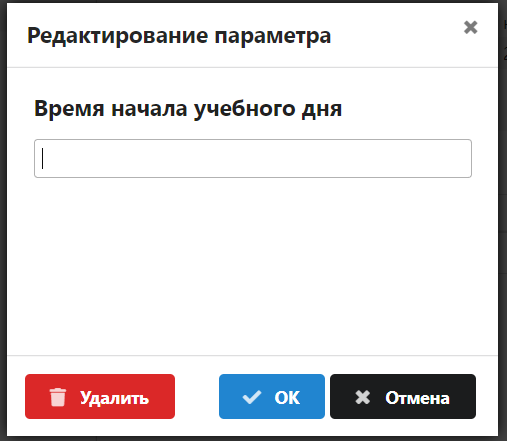 Редактирование параметра
Время начала учебного дня
Удалить
OK
Отмена